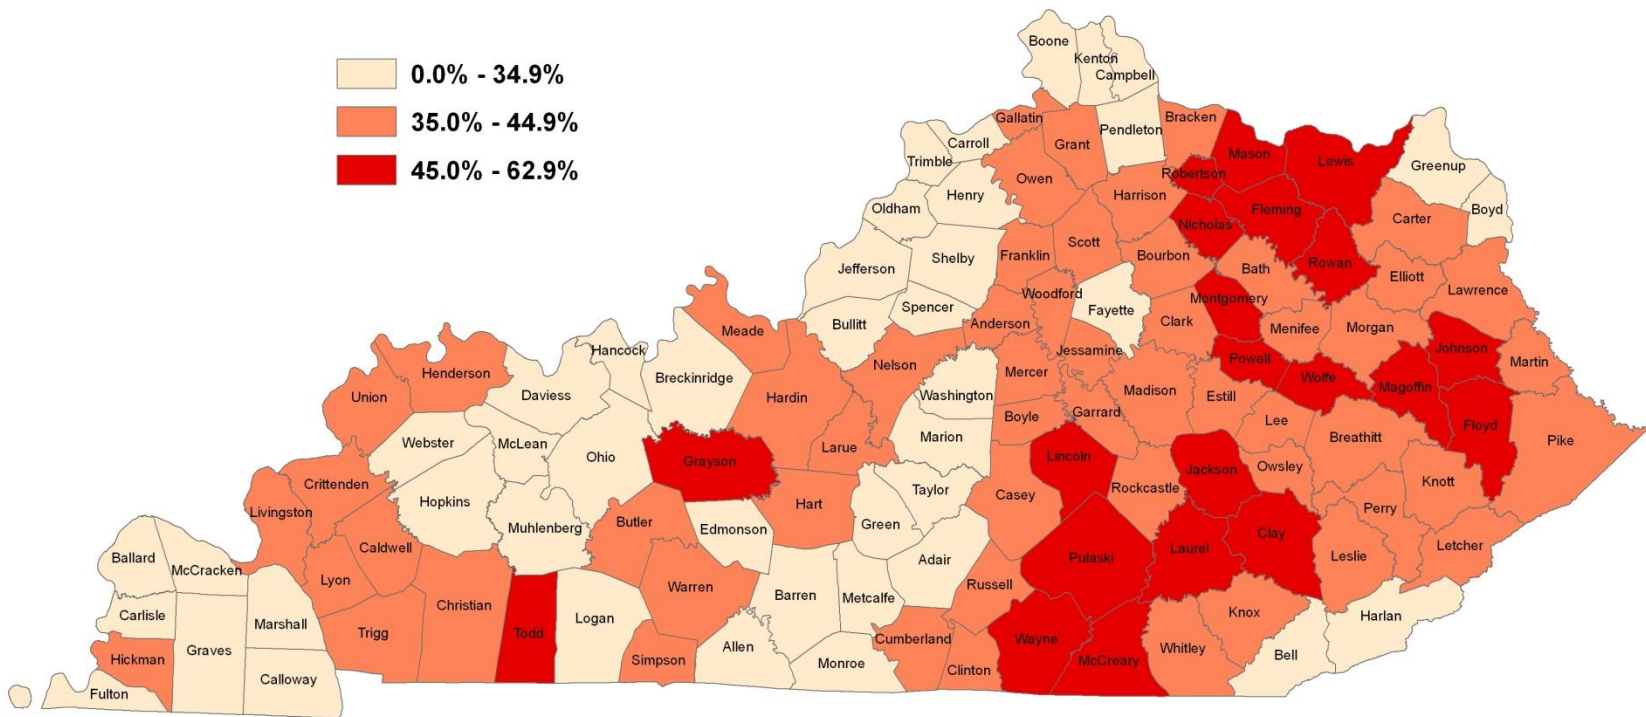 0.0% - 34.9%
35.0% - 44.9%
45.0% - 62.9%
Boone
Kenton
Campbell
Gallatin
Grant
Pendleton
Bracken
Carroll
Trimble
Owen
Mason
Lewis
Greenup
Robertson
Henry
Harrison
Oldham
Fleming
Boyd
Nicholas
Carter
Jefferson
Shelby
Franklin
Scott
Bourbon
Bath
Rowan
Elliott
Lawrence
Bullitt
Spencer
Woodford
Fayette
Montgomery
Anderson
Clark
Menifee
Morgan
Meade
Jessamine
Johnson
Martin
Hancock
Nelson
Mercer
Powell
Wolfe
Magoffin
Henderson
Breckinridge
Union
Daviess
Hardin
Washington
Madison
Estill
Boyle
Garrard
Lee
Floyd
Pike
Webster
McLean
Marion
Breathitt
Ohio
Larue
Grayson
Lincoln
Jackson
Owsley
Crittenden
Knott
Taylor
Rockcastle
Hopkins
Casey
Livingston
Hart
Perry
Muhlenberg
Butler
Edmonson
Green
Clay
Caldwell
Laurel
Letcher
Ballard
McCracken
Lyon
Pulaski
Leslie
Adair
Warren
Russell
Barren
Metcalfe
Christian
Carlisle
Marshall
Logan
Knox
Harlan
Trigg
Todd
Cumberland
Wayne
Graves
Allen
Whitley
Bell
Hickman
Simpson
Monroe
Clinton
McCreary
Calloway
Fulton